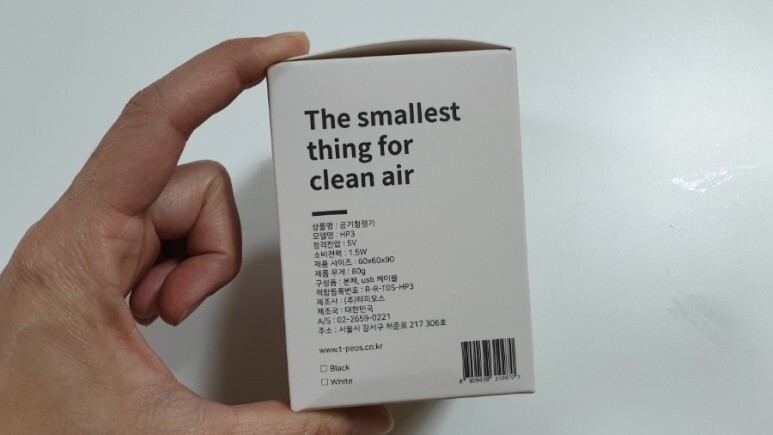 The smallest
thing for
clean air
상품명 : 공기청정기
모델명 : HP3
정격전압 : 5V
소비전력 : 1.5W
제품 사이즈 : 60x60x90
제품 무게 : 80g
구성품 : 본체, usb 케이블
적합등록번호 : R-R-T0S-HP3
제조사 : (주)티피오스
제조국 : 대한민국
A/S : 02-2659-0221
주소 : 서울시 강서구 허준로 217 306호
www.t-peos.co.kr
☐ Black
☐ White